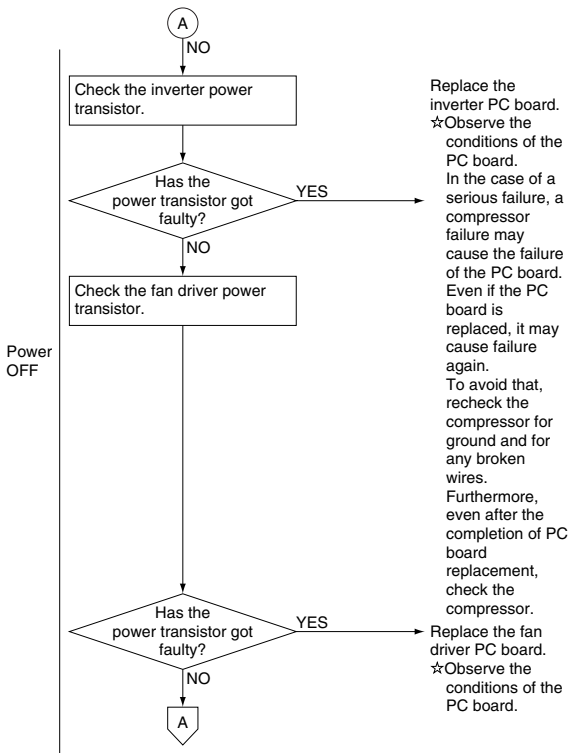 A
NO
Check the inverter power
transistor.
Has the
power transistor got
faulty?
YES
Replace the
inverter PC board.
☆Observe the
conditions of the
PC board.
In the case of a
serious failure, a
compressor
failure may
cause the failure
of the PC board.
Even if the PC
board is
replaced, it may
cause failure
again.
To avoid that,
recheck the
compressor for
ground and for
any broken
wires.
Furthermore,
even after the
completion of PC
board
replacement,
check the
compressor.
NO
Check the fan driver power
transistor.
Power
OFF
Has the
power transistor got
faulty?
YES
Replace the fan
driver PC board.
☆Observe the
conditions of the
PC board.
NO
A